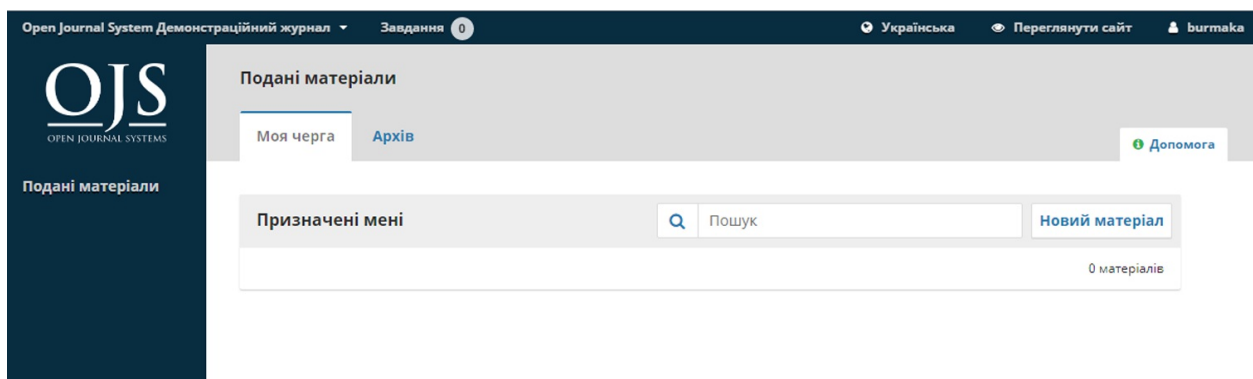 Open Journal System Демонстраційний журнал Завдання 0 Українська Переглянути сайт burmaka
OJS
OPEN JOURNAL SYSTEMS
Подані матеріали
Моя черга Архів
Допомога
Подані матеріали
Призначені мені Пошук Новий матеріал
0 матеріалів